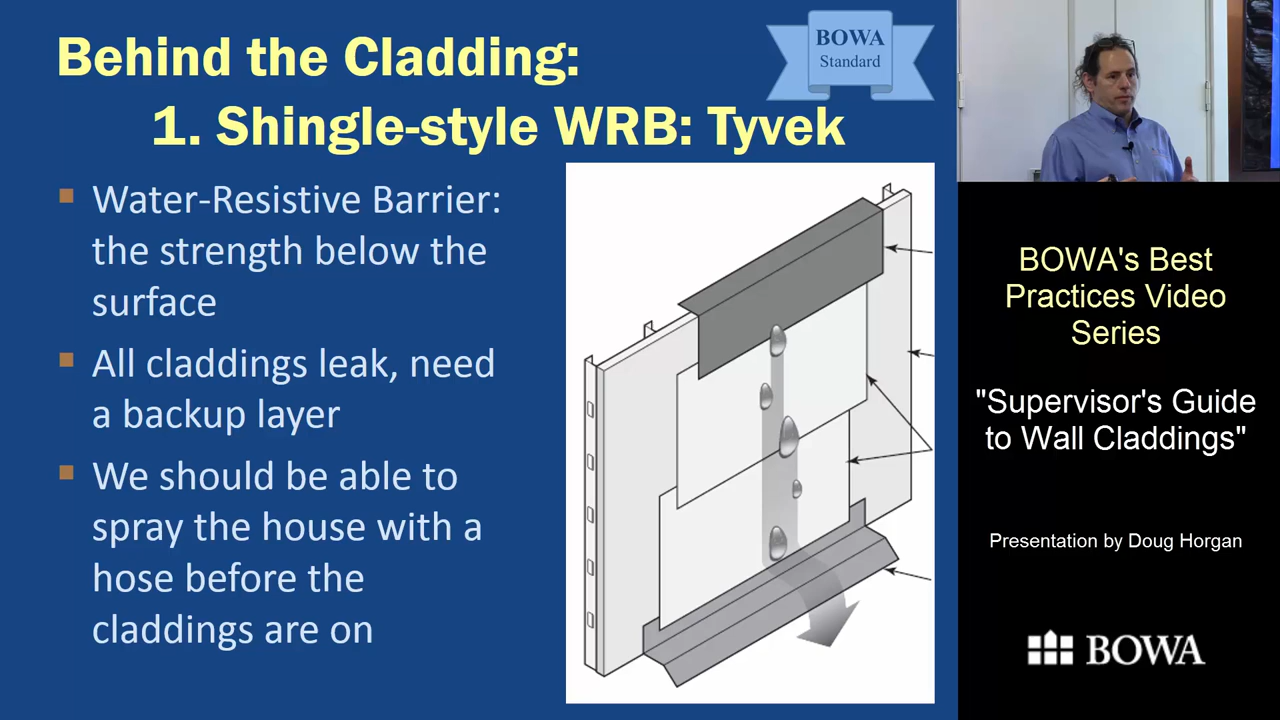 Behind the Cladding:
1. Shingle-style WRB: Tyvek
BOWA
Standard
Water-Resistive Barrier:
the strength below the
surface
All claddings leak, need
a backup layer
We should be able to
spray the house with a
hose before the
claddings are on
BOWA's Best
Practices Video
Series
"Supervisor's Guide
to Wall Claddings"
Presentation by Doug Horgan
BOWA